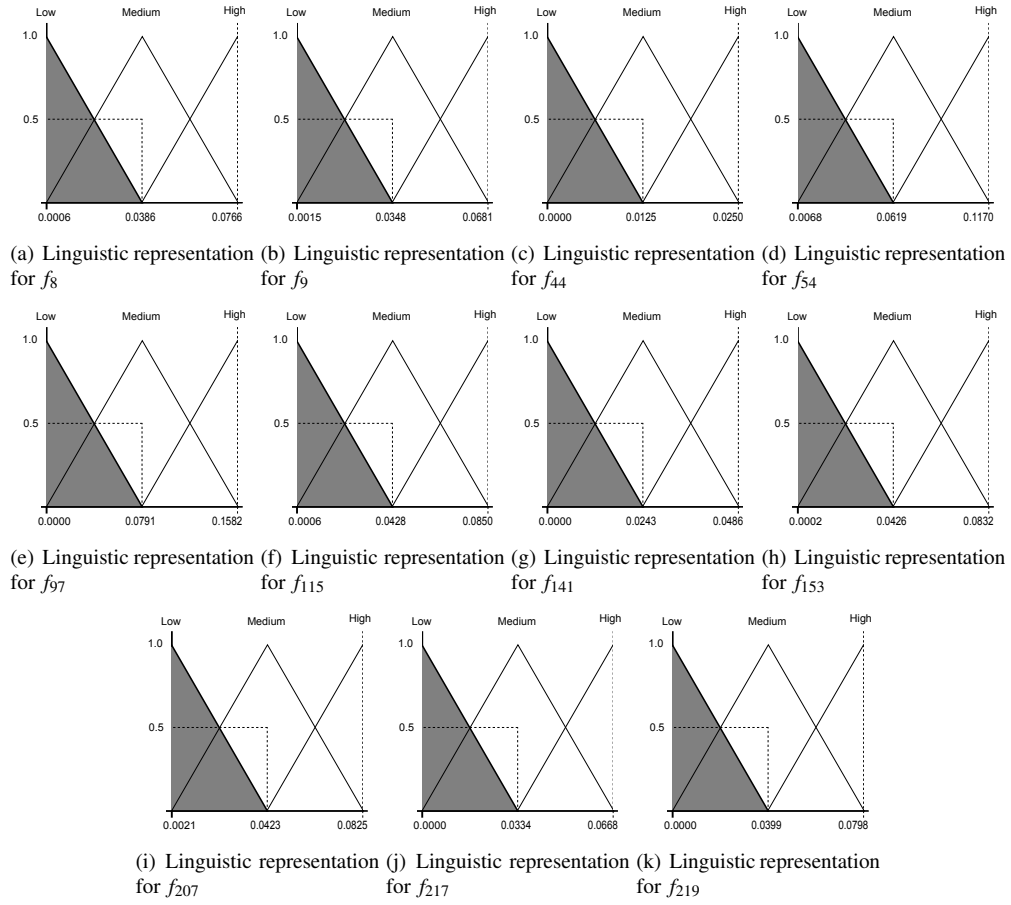 Low Medium High
1.0
0.5
0.0006 0.0386 0.0766
(a) Linguistic representation
for f8
Low Medium High
1.0
0.5
0.0015 0.0348 0.0681
(b) Linguistic representation
for f9
Low Medium High
1.0
0.5
0.0000 0.0125 0.0250
(c) Linguistic representation
for f44
Low Medium High
1.0
0.5
0.0068 0.0619 0.1170
(d) Linguistic representation
for f54
Low Medium High
1.0
0.5
0.0000 0.0791 0.1582
(e) Linguistic representation
for f97
Low Medium High
1.0
0.5
0.0006 0.0428 0.0850
(f) Linguistic representation
for f115
Low Medium High
1.0
0.5
0.0000 0.0243 0.0486
(g) Linguistic representation
for f141
Low Medium High
1.0
0.5
0.0002 0.0426 0.0832
(h) Linguistic representation
for f153
Low Medium High
1.0
0.5
0.0021 0.0423 0.0825
(i) Linguistic representation
for f207
Low Medium High
1.0
0.5
0.0000 0.0334 0.0668
(j) Linguistic representation
for f217
Low Medium High
1.0
0.5
0.0000 0.0399 0.0798
(k) Linguistic representation
for f219